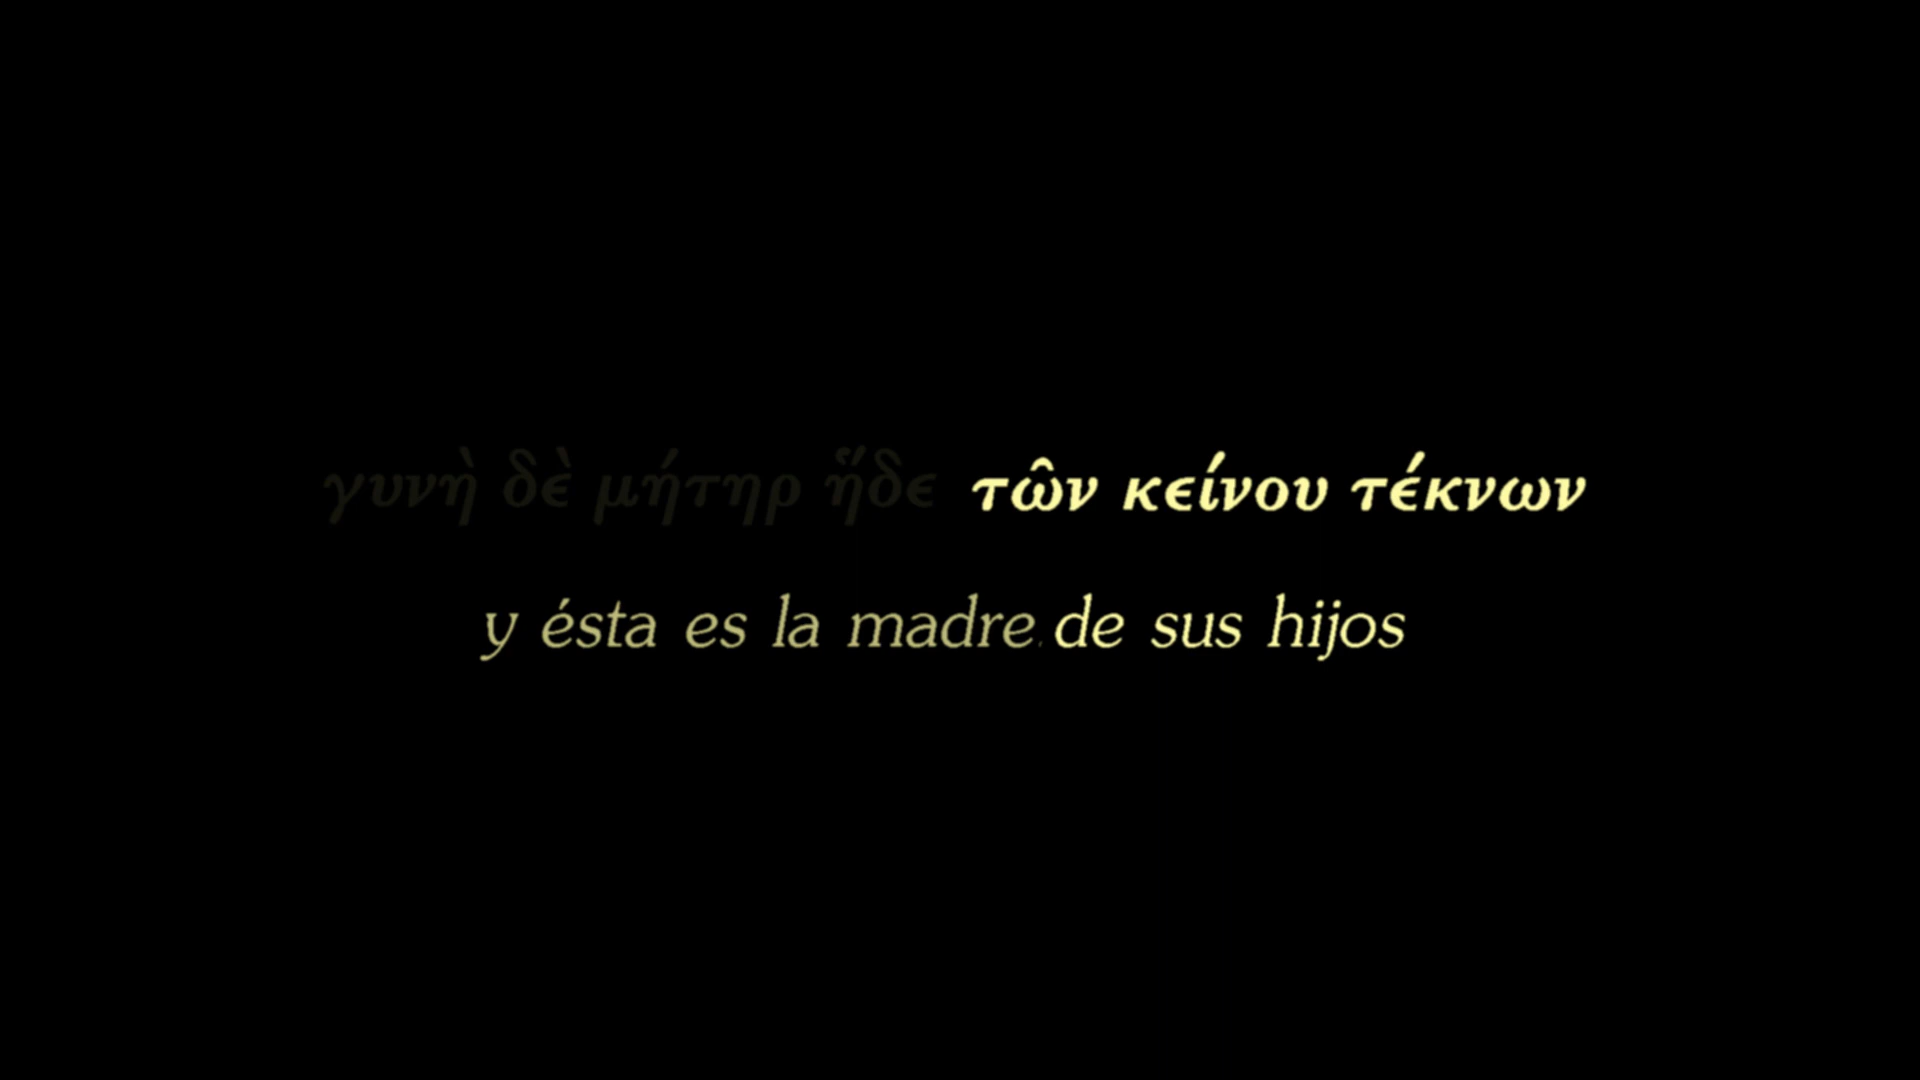 γυνὴ δὲ μήτηρ ἥδε τῶν κείνου τέκνων
y ésta es la madre de sus hijos